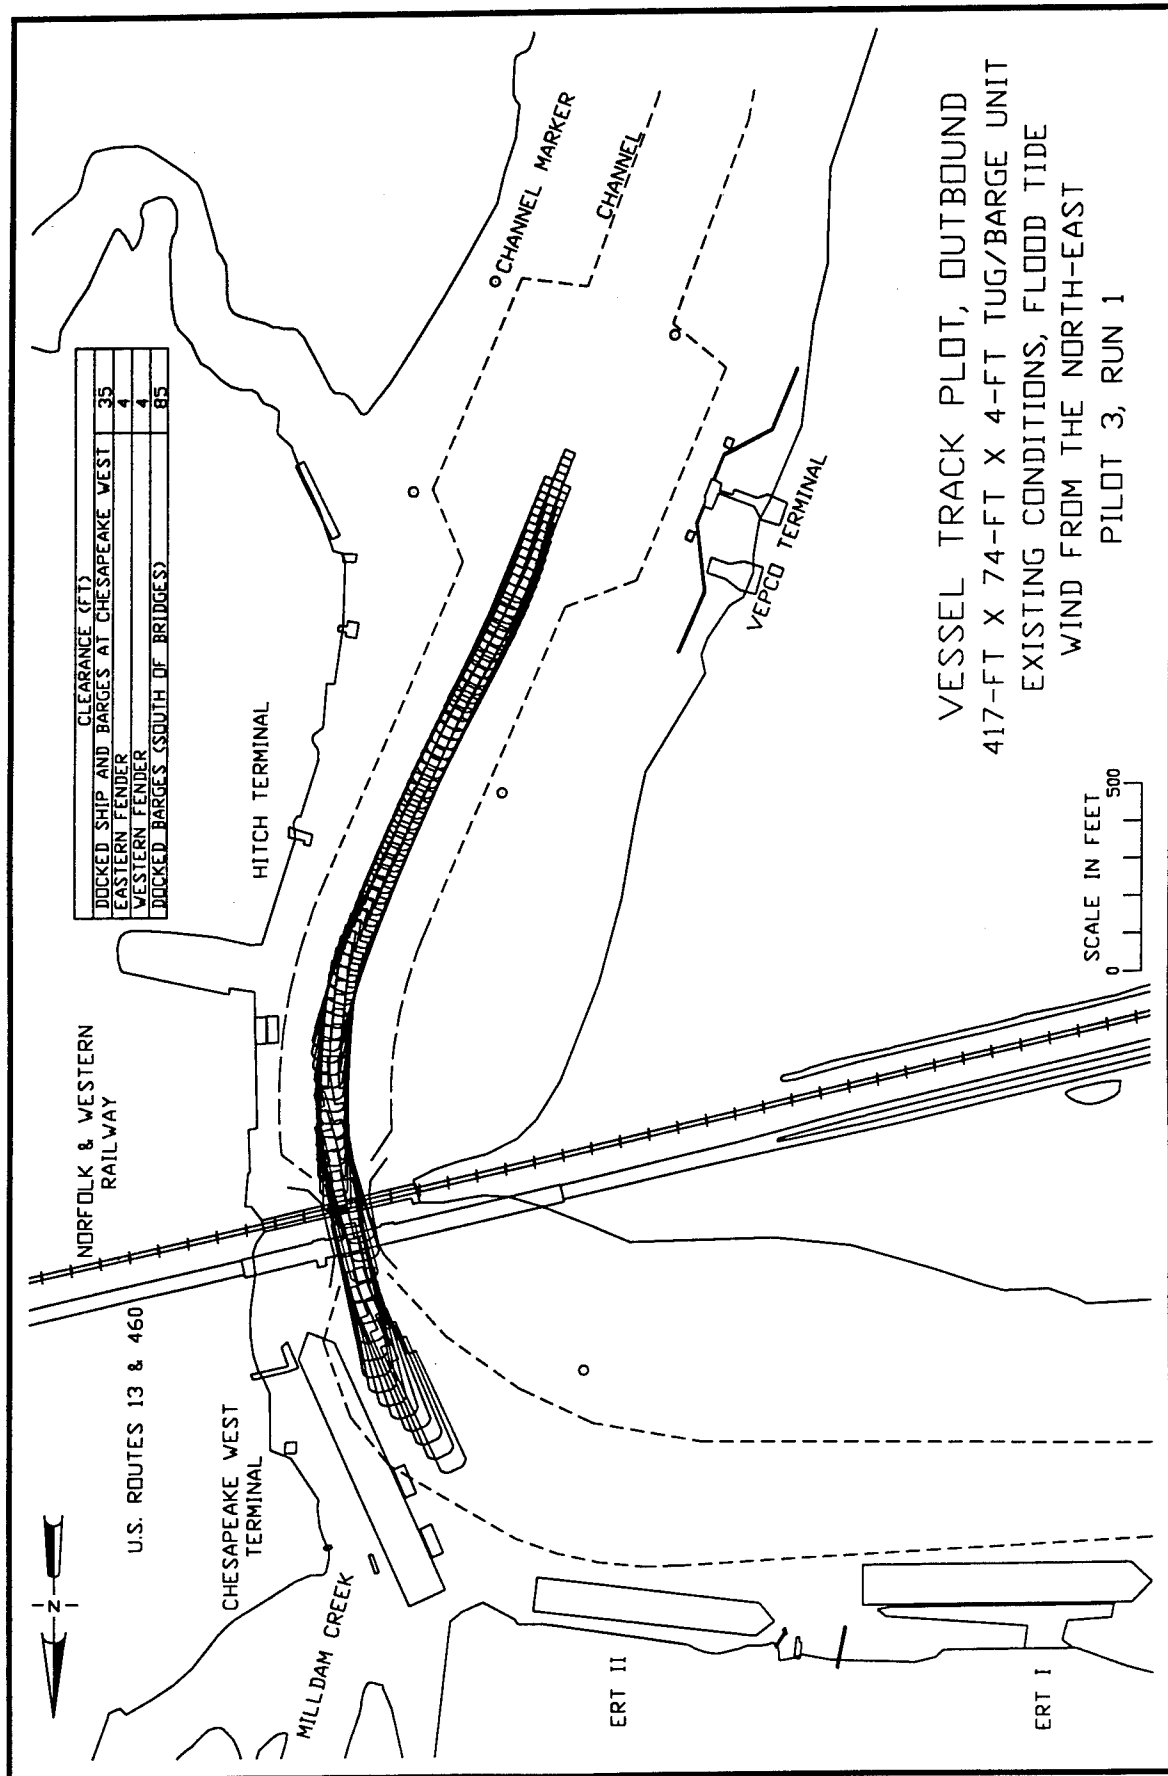 CLEARANCE (FT)
DOCKED SHIP AND BARGES AT CHESAPEAKE WEST 35
EASTERN FENDER 4
WESTERN FENDER 4
DOCKED BARGES (SOUTH OF BRIDGES) 85
N
U.S. ROUTES 13 & 460
NORFOLK & WESTERN
RAILWAY
HITCH TERMINAL
CHESAPEAKE WEST
TERMINAL
MILLDAM CREEK
CHANNEL MARKER
CHANNEL
VEPCO TERMINAL
ERT II
ERT I
SCALE IN FEET
0 500
VESSEL TRACK PLOT, OUTBOUND
417-FT X 74-FT X 4-FT TUG/BARGE UNIT
EXISTING CONDITIONS, FLOOD TIDE
WIND FROM THE NORTH-EAST
PILOT 3, RUN 1